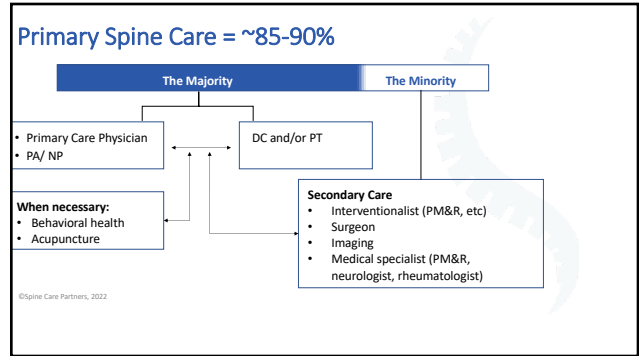 Primary Spine Care = ~85-90%
The Majority
The Minority
• Primary Care Physician
• PA/ NP
DC and/or PT
When necessary:
• Behavioral health
• Acupuncture
Secondary Care
• Interventionalist (PM&R, etc)
• Surgeon
• Imaging
• Medical specialist (PM&R,
neurologist, rheumatologist)
©Spine Care Partners, 2022